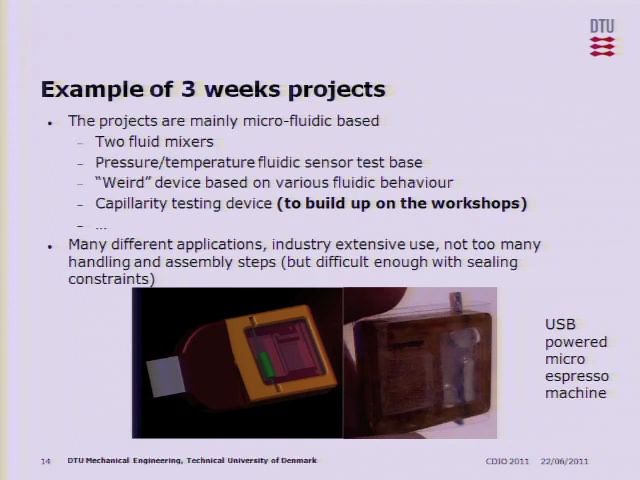 DTU
Example of 3 weeks projects
• The projects are mainly micro-fluidic based
– Two fluid mixers
– Pressure/temperature fluidic sensor test base
– “Weird” device based on various fluidic behaviour
– Capillarity testing device (to build up on the workshops)
– ...
• Many different applications, industry extensive use, not too many
handling and assembly steps (but difficult enough with sealing
constraints)
USB
powered
micro
espresso
machine
14 DTU Mechanical Engineering, Technical University of Denmark CDIO 2011 22/06/2011